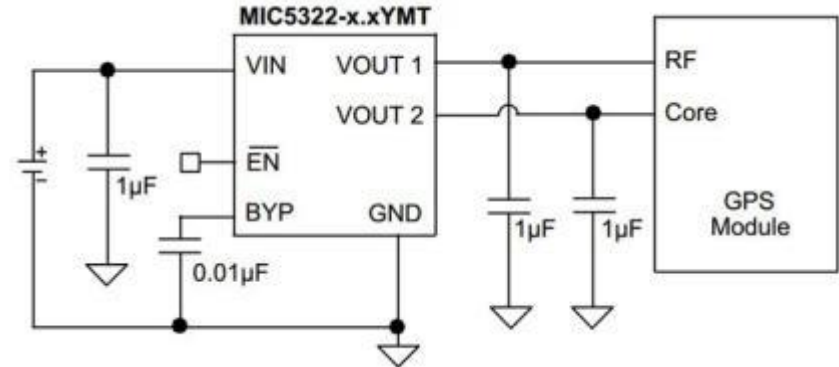 MIC5322-x.xYMT
VIN
VOUT 1
RF
VOUT 2
Core
+
-
1µF
EN
BYP
GND
0.01µF
1µF
1µF
GPS
Module